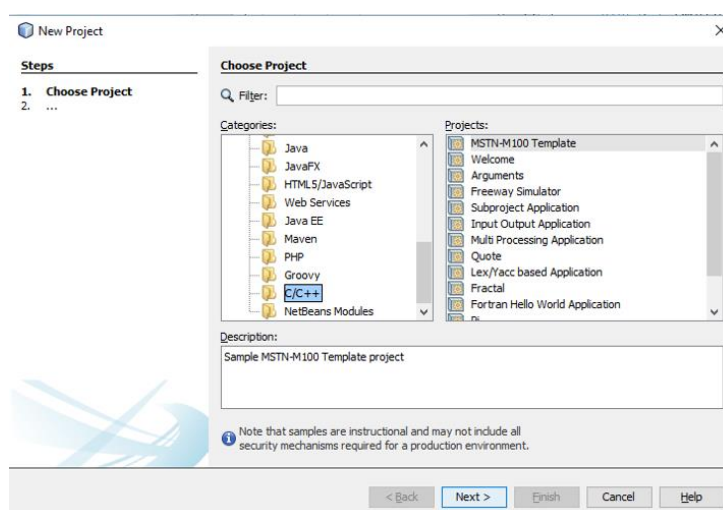 New Project
Steps
1. Choose Project
2. ...
Choose Project
Filter:
Categories:
Java
JavaFX
HTML5/JavaScript
Web Services
Java EE
Maven
PHP
Groovy
C/C++
NetBeans Modules
Projects:
MSTN-M100 Template
Welcome
Arguments
Freeway Simulator
Subproject Application
Input Output Application
Multi Processing Application
Quote
Lex/Yacc based Application
Fractal
Fortran Hello World Application
Description:
Sample MSTN-M100 Template project
Note that samples are instructional and may not include all
security mechanisms required for a production environment.
< Back
Next >
Finish
Cancel
Help